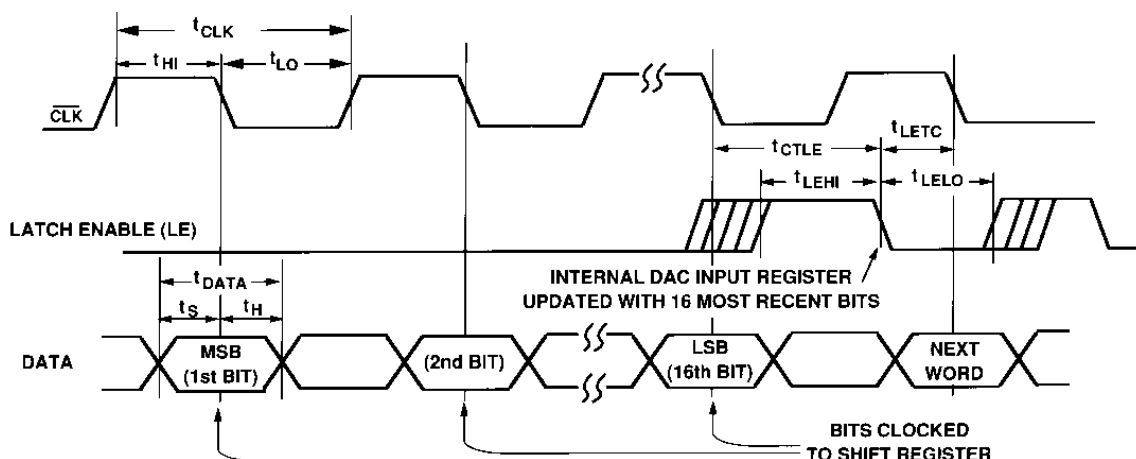 tCLK
tHI
tLO
CLK
tLETC
tCTLE
tLEHI
tLELO
LATCH ENABLE (LE)
tDATA
INTERNAL DAC INPUT REGISTER
UPDATED WITH 16 MOST RECENT BITS
tS
tH
DATA
MSB
(1st BIT)
(2nd BIT)
LSB
(16th BIT)
NEXT
WORD
BITS CLOCKED
TO SHIFT REGISTER